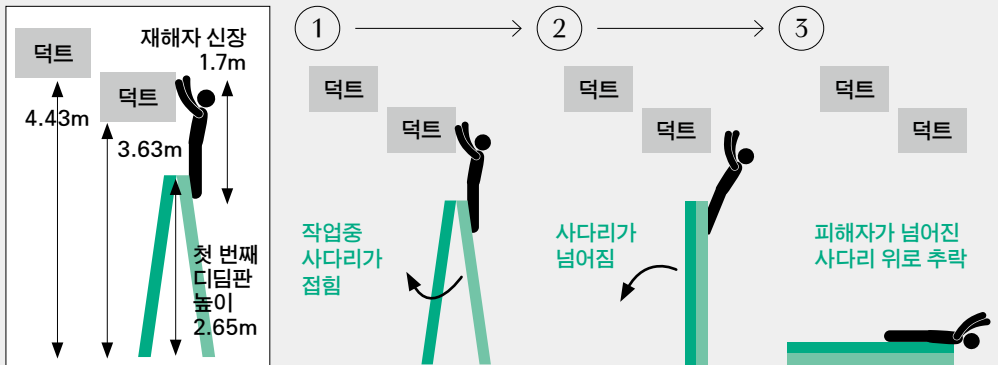 덕트
재해자 신장
1.7m
덕트
4.43m
3.63m
첫 번째
디딤판
높이
2.65m
1
2
3
덕트
덕트
작업중
사다리가
접힘
덕트
덕트
사다리가
넘어짐
덕트
덕트
피해자가 넘어진
사다리 위로 추락